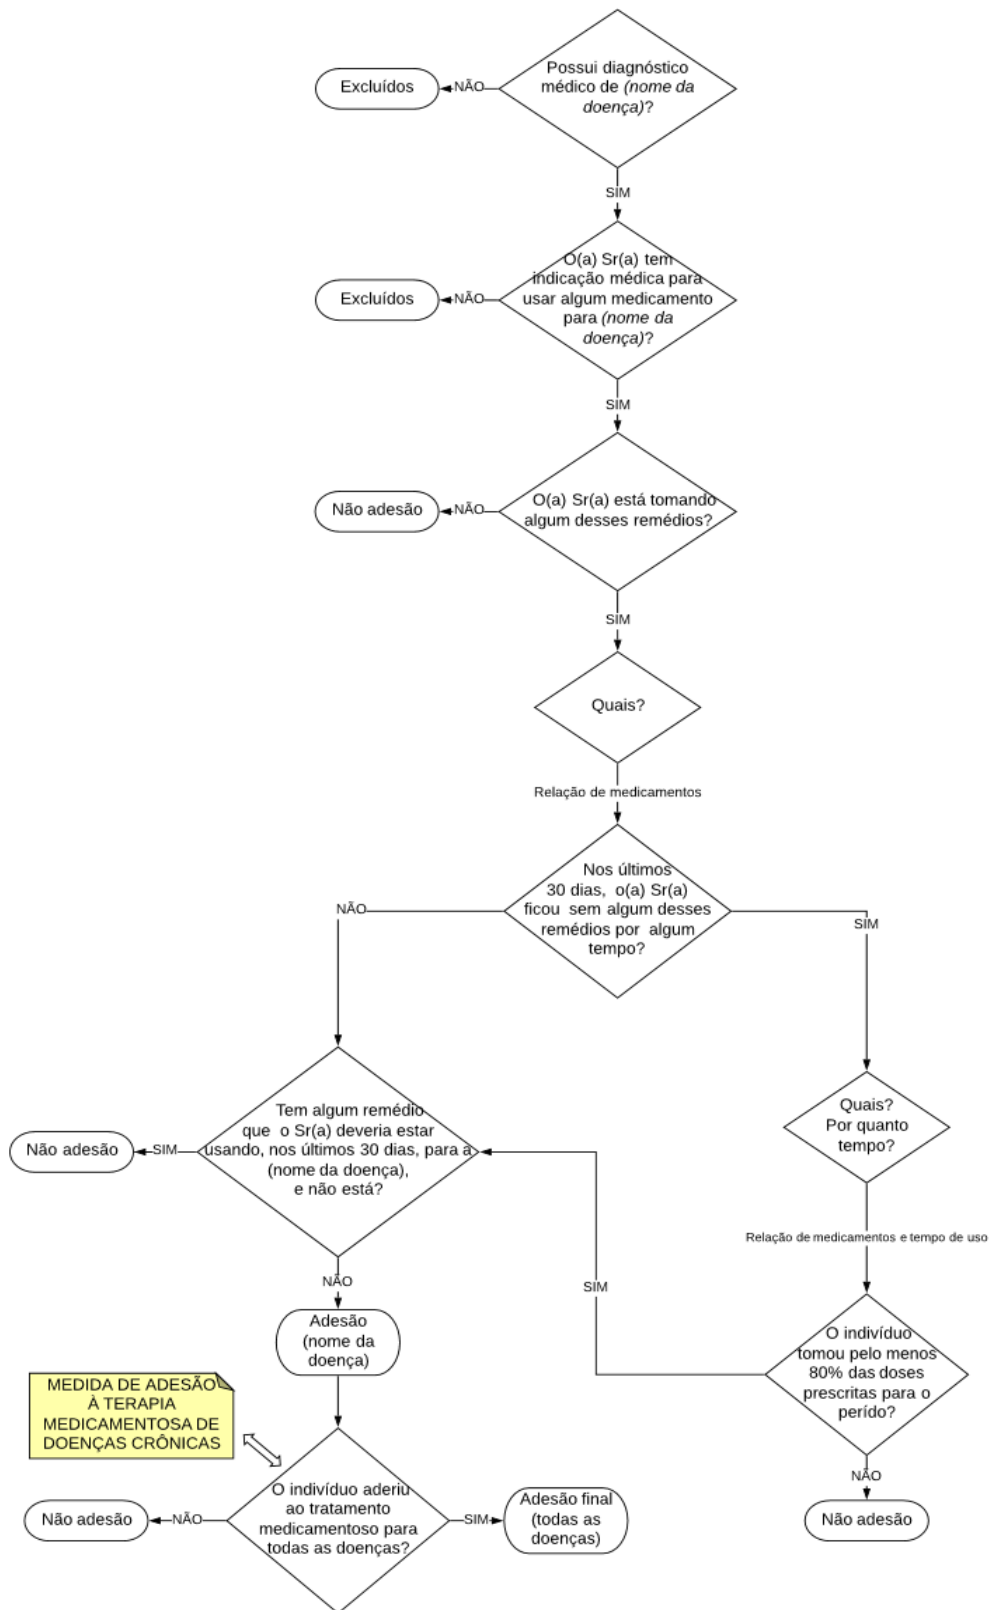 Possui diagnóstico
médico de (nome da
doença)?
NÃO
Excluídos
SIM
O(a) Sr(a) tem
indicação médica para
usar algum medicamento
para (nome da
doença)?
NÃO
Excluídos
SIM
O(a) Sr(a) está tomando
algum desses remédios?
NÃO
Não adesão
SIM
Quais?
Relação de medicamentos
Nos últimos
30 dias, o(a) Sr(a)
ficou sem algum desses
remédios por algum
tempo?
NÃO
SIM
Tem algum remédio
que o Sr(a) deveria estar
usando, nos últimos 30 dias, para a
(nome da doença),
e não está?
SIM
Não adesão
Quais?
Por quanto
tempo?
Relação de medicamentos e tempo de uso
NÃO
SIM
Adesão
(nome da
doença)
O indivíduo
tomou pelo menos
80% das doses
prescritas para o
perído?
NÃO
Não adesão
MEDIDA DE ADESÃO
À TERAPIA
MEDICAMENTOSA DE
DOENÇAS CRÔNICAS
O indivíduo aderiu
ao tratamento
medicamentoso para
todas as doenças?
NÃO
Não adesão
SIM
Adesão final
(todas as
doenças)